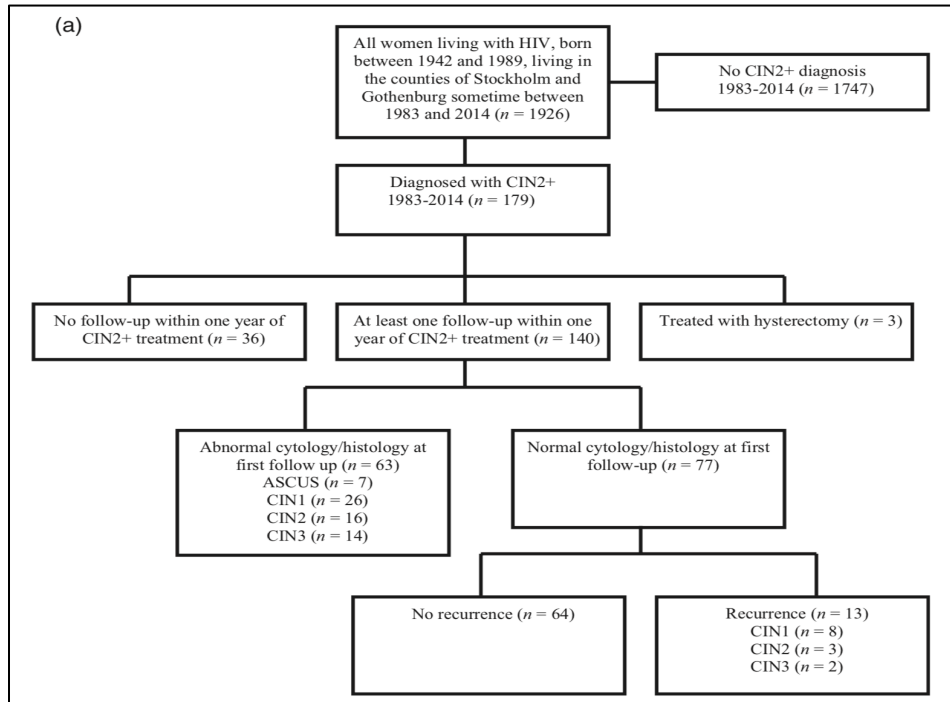 (a)
All women living with HIV, born
between 1942 and 1989, living in
the counties of Stockholm and
Gothenburg sometime between
1983 and 2014 (n = 1926)
No CIN2+ diagnosis
1983-2014 (n = 1747)
Diagnosed with CIN2+
1983-2014 (n = 179)
No follow-up within one year of
CIN2+ treatment (n = 36)
At least one follow-up within one
year of CIN2+ treatment (n = 140)
Treated with hysterectomy (n = 3)
Abnormal cytology/histology at
first follow up (n = 63)
ASCUS (n = 7)
CIN1 (n = 26)
CIN2 (n = 16)
CIN3 (n = 14)
Normal cytology/histology at first
follow-up (n = 77)
No recurrence (n = 64)
Recurrence (n = 13)
CIN1 (n = 8)
CIN2 (n = 3)
CIN3 (n = 2)